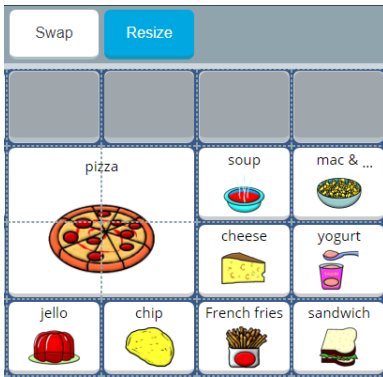 Swap Resize
pizza
soup mac & ...
cheese yogurt
jello chip French fries sandwich